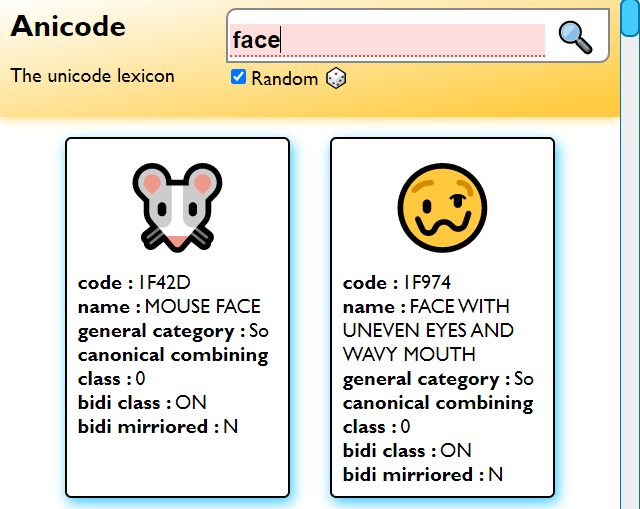 Anicode
face
The unicode lexicon
Random
code : 1F42D
name : MOUSE FACE
general category : So
canonical combining
class : 0
bidi class : ON
bidi mirriored : N
code : 1F974
name : FACE WITH
UNEVEN EYES AND
WAVY MOUTH
general category : So
canonical combining
class : 0
bidi class : ON
bidi mirriored : N